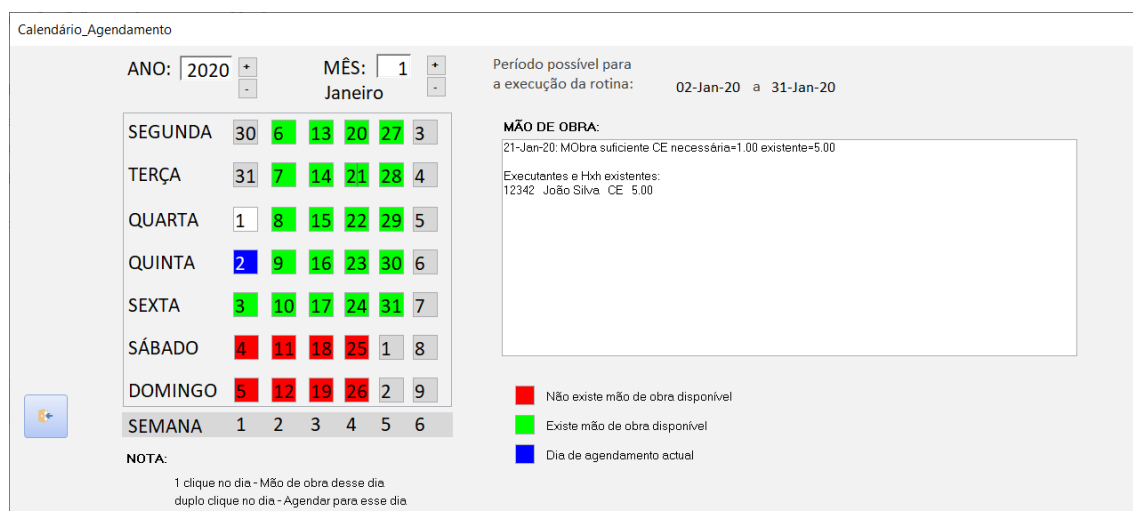 Calendário_Agendamento
ANO: 2020 + -
MÊS: 1 + -
Janeiro
Período possível para
a execução da rotina: 02-Jan-20 a 31-Jan-20
SEGUNDA 30 6 13 20 27 3
TERÇA 31 7 14 21 28 4
QUARTA 1 8 15 22 29 5
QUINTA 2 9 16 23 30 6
SEXTA 3 10 17 24 31 7
SÁBADO 4 11 18 25 1 8
DOMINGO 5 12 19 26 2 9
SEMANA 1 2 3 4 5 6
NOTA:
1 clique no dia - Mão de obra desse dia
duplo clique no dia - Agendar para esse dia
MÃO DE OBRA:
21-Jan-20: MObra suficiente CE necessária=1.00 existente=5.00
Executantes e Hxh existentes:
12342 João Silva CE 5.00
Não existe mão de obra disponível
Existe mão de obra disponível
Dia de agendamento actual